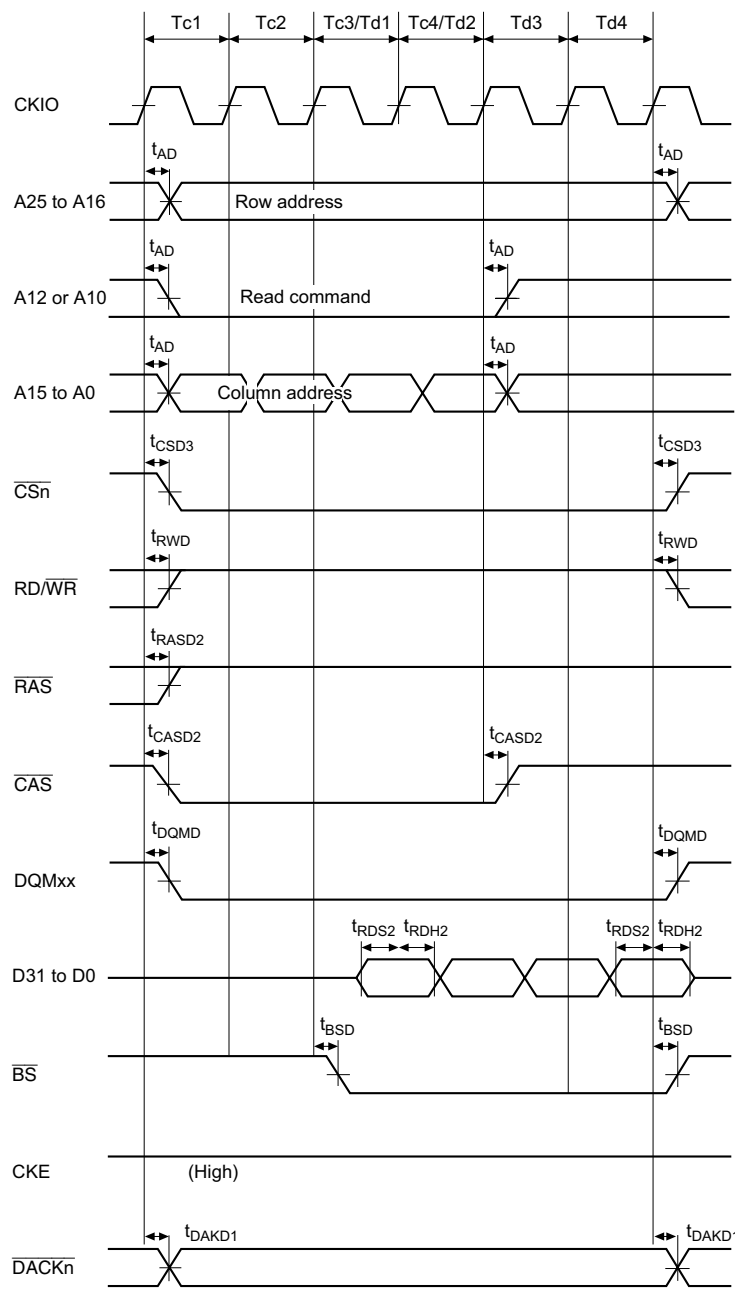 Tc1 Tc2 Tc3/Td1 Tc4/Td2 Td3 Td4
CKIO
tAD tAD
A25 to A16 Row address
tAD tAD
A12 or A10 Read command
tAD tAD
A15 to A0 Column address
tCSD3 tCSD3
CSn
tRWD tRWD
RD/WR
tRASD2
RAS
tCASD2 tCASD2
CAS
tDQMD tDQMD
DQMxx
tRDS2 tRDH2 tRDS2 tRDH2
D31 to D0
tBSD tBSD
BS
CKE (High)
tDAKD1 tDAKD1
DACKn